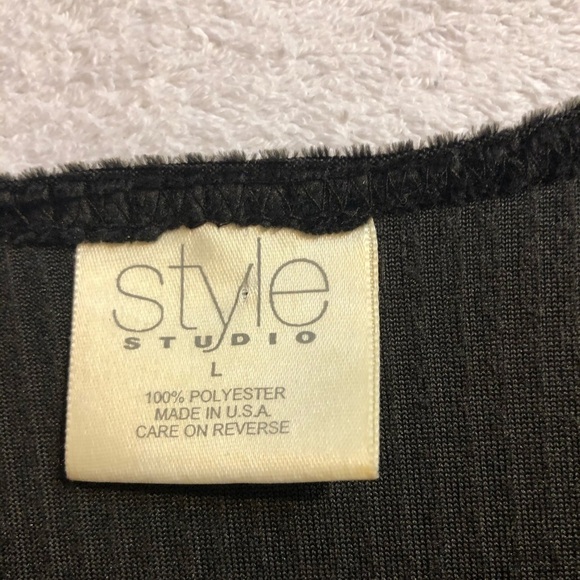 style
STUDIO
L
100% POLYESTER
MADE IN U.S.A.
CARE ON REVERSE